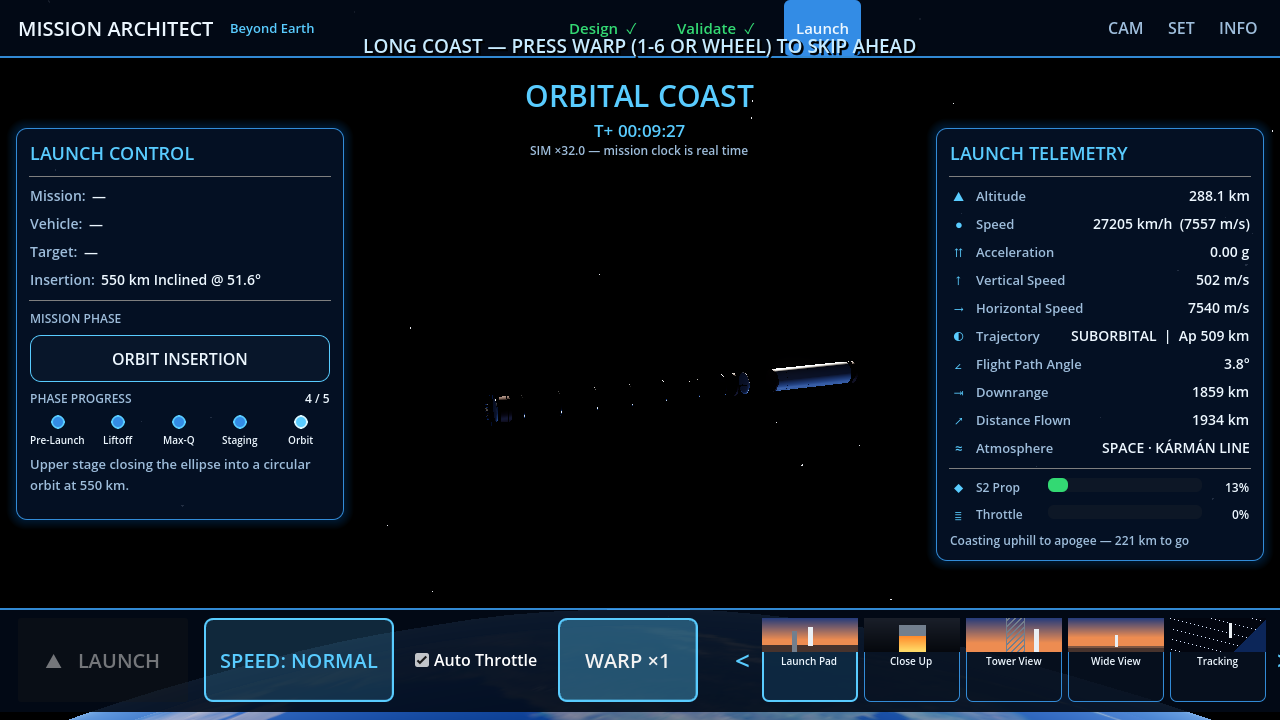 MISSION ARCHITECT
Beyond Earth
Design ✓
Validate ✓
Launch
CAM
SET
INFO
LONG COAST — PRESS WARP (1-6 OR WHEEL) TO SKIP AHEAD
ORBITAL COAST
T+ 00:09:27
SIM ×32.0 — mission clock is real time
LAUNCH CONTROL
Mission: —
Vehicle: —
Target: —
Insertion: 550 km Inclined @ 51.6°
MISSION PHASE
ORBIT INSERTION
PHASE PROGRESS 4 / 5
Pre-Launch Liftoff Max-Q Staging Orbit
Upper stage closing the ellipse into a circular
orbit at 550 km.
LAUNCH TELEMETRY
Altitude 288.1 km
Speed 27205 km/h (7557 m/s)
Acceleration 0.00 g
Vertical Speed 502 m/s
Horizontal Speed 7540 m/s
Trajectory SUBORBITAL | Ap 509 km
Flight Path Angle 3.8°
Downrange 1859 km
Distance Flown 1934 km
Atmosphere SPACE · KÁRMÁN LINE
S2 Prop 13%
Throttle 0%
Coasting uphill to apogee — 221 km to go
▲ LAUNCH
SPEED: NORMAL
Auto Throttle
WARP ×1
<
Launch Pad
Close Up
Tower View
Wide View
Tracking